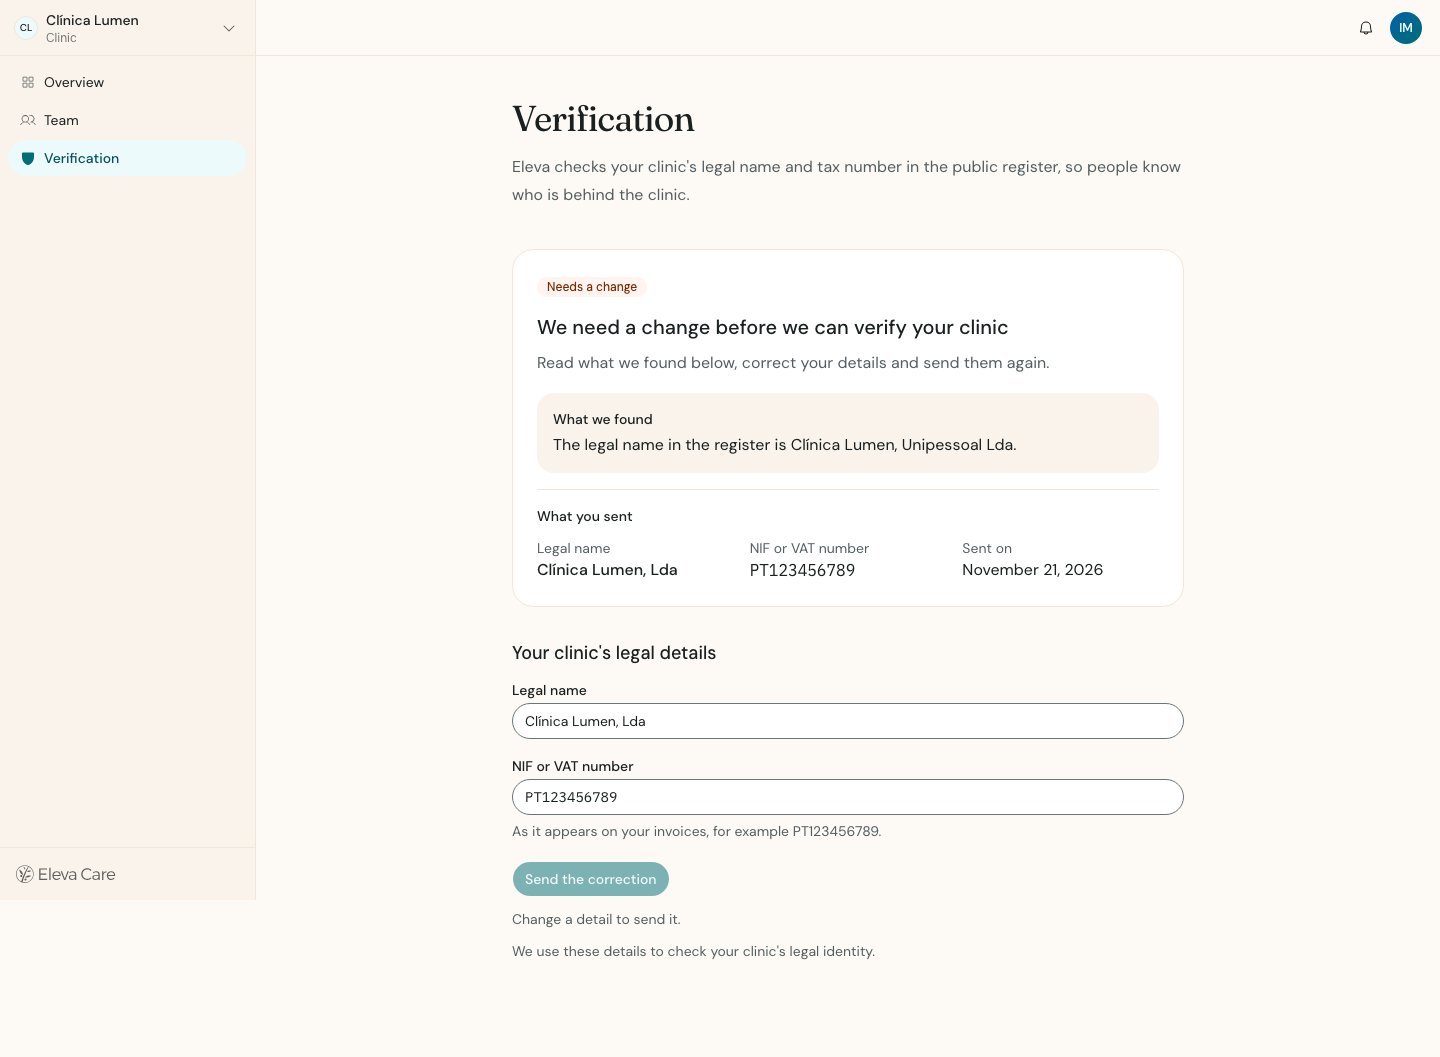 CL
Clínica Lumen
Clinic
IM
Overview
Team
Verification
Verification
Eleva checks your clinic's legal name and tax number in the public register, so people know
who is behind the clinic.
Needs a change
We need a change before we can verify your clinic
Read what we found below, correct your details and send them again.
What we found
The legal name in the register is Clínica Lumen, Unipessoal Lda.
What you sent
Legal name
Clínica Lumen, Lda
NIF or VAT number
PT123456789
Sent on
November 21, 2026
Your clinic's legal details
Legal name
Clínica Lumen, Lda
NIF or VAT number
PT123456789
As it appears on your invoices, for example PT123456789.
Send the correction
Change a detail to send it.
We use these details to check your clinic's legal identity.
Eleva Care